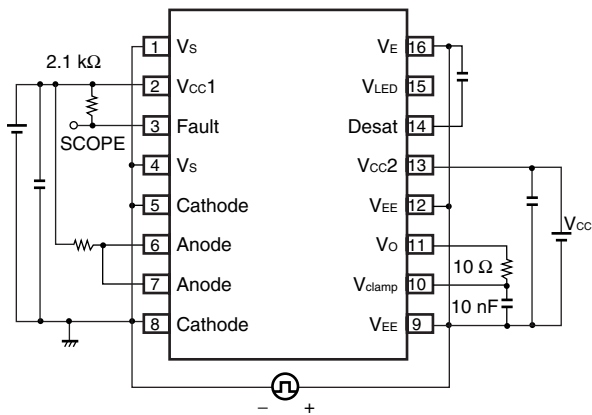 2.1 kΩ
SCOPE
1 VS
2 VCC1
3 Fault
4 VS
5 Cathode
6 Anode
7 Anode
8 Cathode
VE 16
VLED 15
Desat 14
VCC2 13
VEE 12
VO 11
Vclamp 10
VEE 9
10 Ω
10 nF
VCC
− +